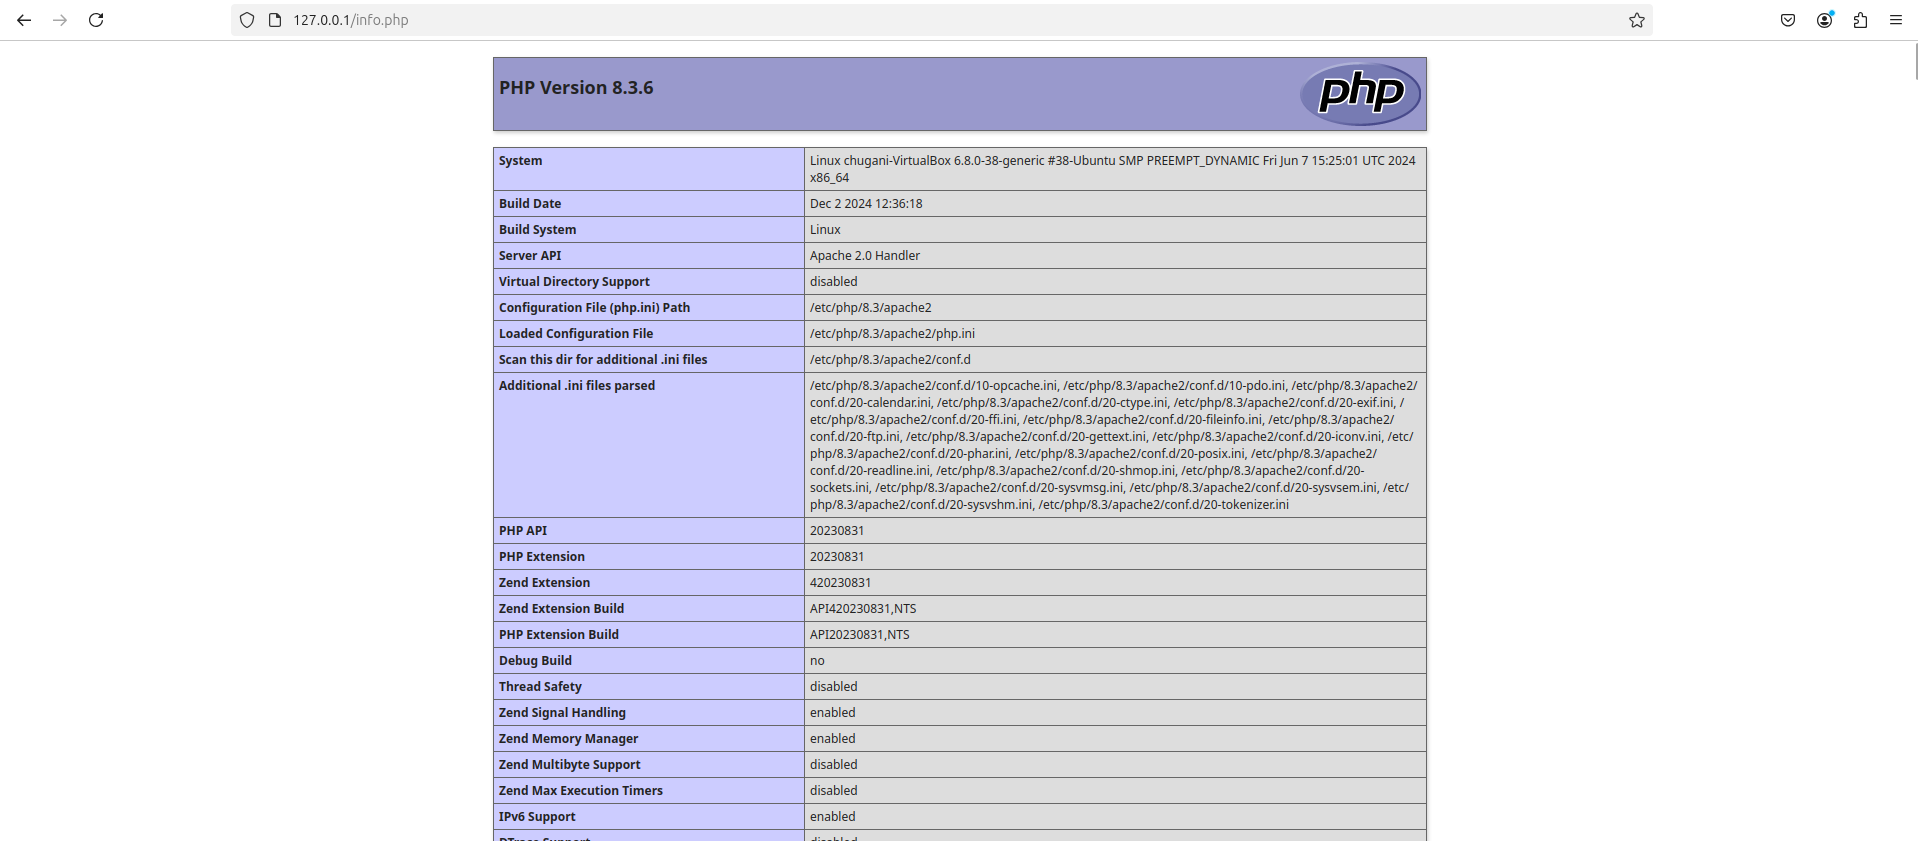 127.0.0.1/info.php
PHP Version 8.3.6
php
System
Linux chugani-VirtualBox 6.8.0-38-generic #38-Ubuntu SMP PREEMPT_DYNAMIC Fri Jun 7 15:25:01 UTC 2024
x86_64
Build Date
Dec 2 2024 12:36:18
Build System
Linux
Server API
Apache 2.0 Handler
Virtual Directory Support
disabled
Configuration File (php.ini) Path
/etc/php/8.3/apache2
Loaded Configuration File
/etc/php/8.3/apache2/php.ini
Scan this dir for additional .ini files
/etc/php/8.3/apache2/conf.d
Additional .ini files parsed
/etc/php/8.3/apache2/conf.d/10-opcache.ini, /etc/php/8.3/apache2/conf.d/10-pdo.ini, /etc/php/8.3/apache2/
conf.d/20-calendar.ini, /etc/php/8.3/apache2/conf.d/20-ctype.ini, /etc/php/8.3/apache2/conf.d/20-exif.ini, /
etc/php/8.3/apache2/conf.d/20-ffi.ini, /etc/php/8.3/apache2/conf.d/20-fileinfo.ini, /etc/php/8.3/apache2/
conf.d/20-ftp.ini, /etc/php/8.3/apache2/conf.d/20-gettext.ini, /etc/php/8.3/apache2/conf.d/20-iconv.ini, /etc/
php/8.3/apache2/conf.d/20-phar.ini, /etc/php/8.3/apache2/conf.d/20-posix.ini, /etc/php/8.3/apache2/
conf.d/20-readline.ini, /etc/php/8.3/apache2/conf.d/20-shmop.ini, /etc/php/8.3/apache2/conf.d/20-
sockets.ini, /etc/php/8.3/apache2/conf.d/20-sysvmsg.ini, /etc/php/8.3/apache2/conf.d/20-sysvsem.ini, /etc/
php/8.3/apache2/conf.d/20-sysvshm.ini, /etc/php/8.3/apache2/conf.d/20-tokenizer.ini
PHP API
20230831
PHP Extension
20230831
Zend Extension
420230831
Zend Extension Build
API420230831,NTS
PHP Extension Build
API20230831,NTS
Debug Build
no
Thread Safety
disabled
Zend Signal Handling
enabled
Zend Memory Manager
enabled
Zend Multibyte Support
disabled
Zend Max Execution Timers
disabled
IPv6 Support
enabled
DTrace Support
disabled